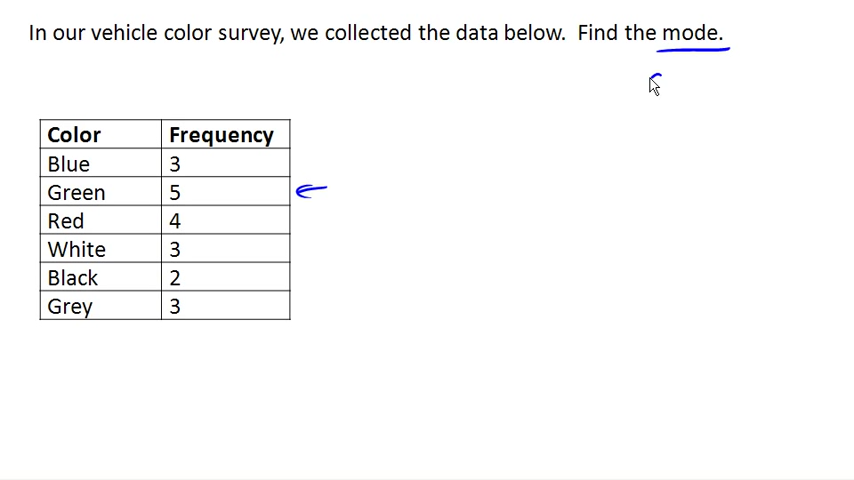 In our vehicle color survey, we collected the data below. Find the mode.
Color Frequency
Blue 3
Green 5
Red 4
White 3
Black 2
Grey 3